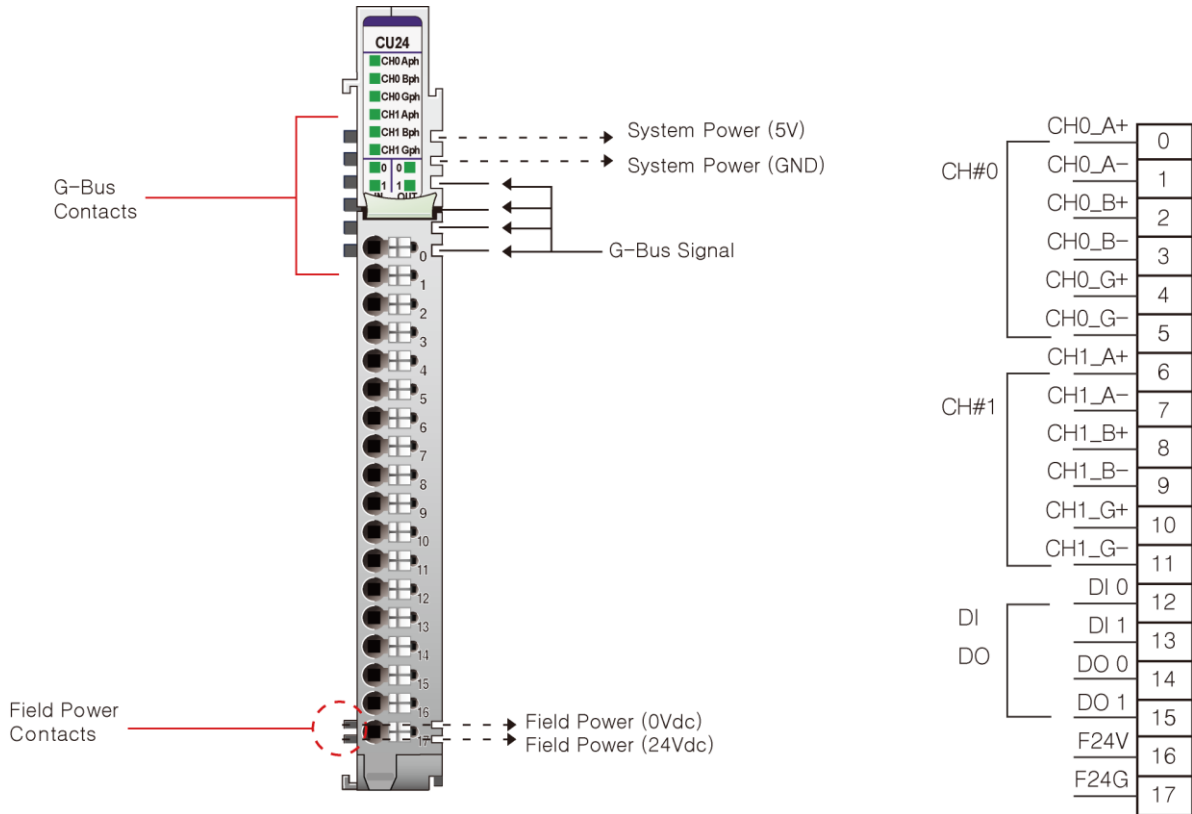 CU24
CH0 Aph
CH0 Bph
CH0 Gph
CH1 Aph
CH1 Bph
CH1 Gph
0 0
1 1
IN OUT
G-Bus
Contacts
System Power (5V)
System Power (GND)
G-Bus Signal
0
1
2
3
4
5
6
7
8
9
10
11
12
13
14
15
16
17
Field Power
Contacts
Field Power (0Vdc)
Field Power (24Vdc)
CH#0
CH0_A+ 0
CH0_A- 1
CH0_B+ 2
CH0_B- 3
CH0_G+ 4
CH0_G- 5
CH#1
CH1_A+ 6
CH1_A- 7
CH1_B+ 8
CH1_B- 9
CH1_G+ 10
CH1_G- 11
DI
DO
DI 0 12
DI 1 13
DO 0 14
DO 1 15
F24V 16
F24G 17